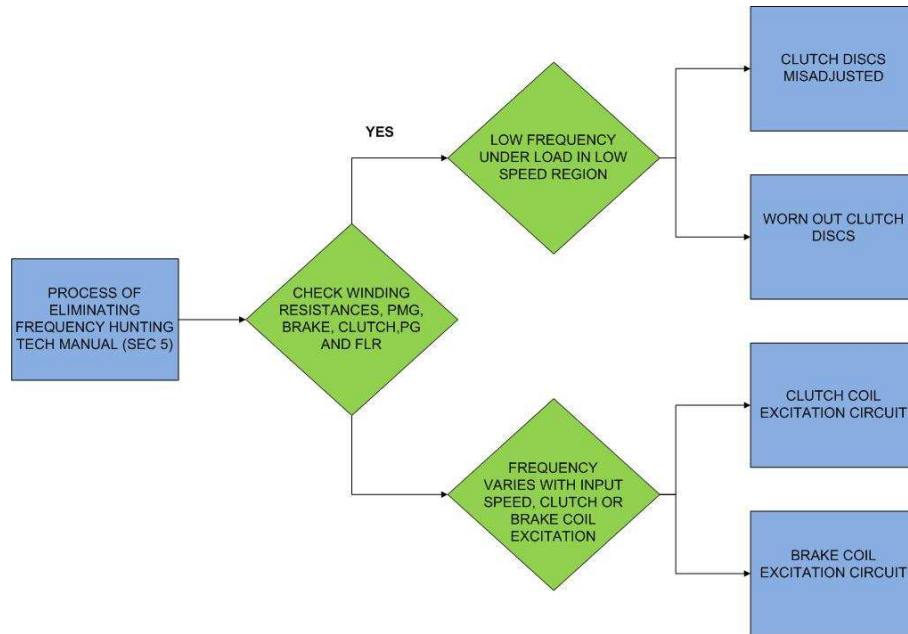 PROCESS OF
ELIMINATING
FREQUENCY HUNTING
TECH MANUAL (SEC 5)
CHECK WINDING
RESISTANCES, PMG,
BRAKE, CLUTCH,PG
AND FLR
YES
LOW FREQUENCY
UNDER LOAD IN LOW
SPEED REGION
CLUTCH DISCS
MISADJUSTED
WORN OUT CLUTCH
DISCS
FREQUENCY
VARIES WITH INPUT
SPEED, CLUTCH OR
BRAKE COIL
EXCITATION
CLUTCH COIL
EXCITATION CIRCUIT
BRAKE COIL
EXCITATION CIRCUIT